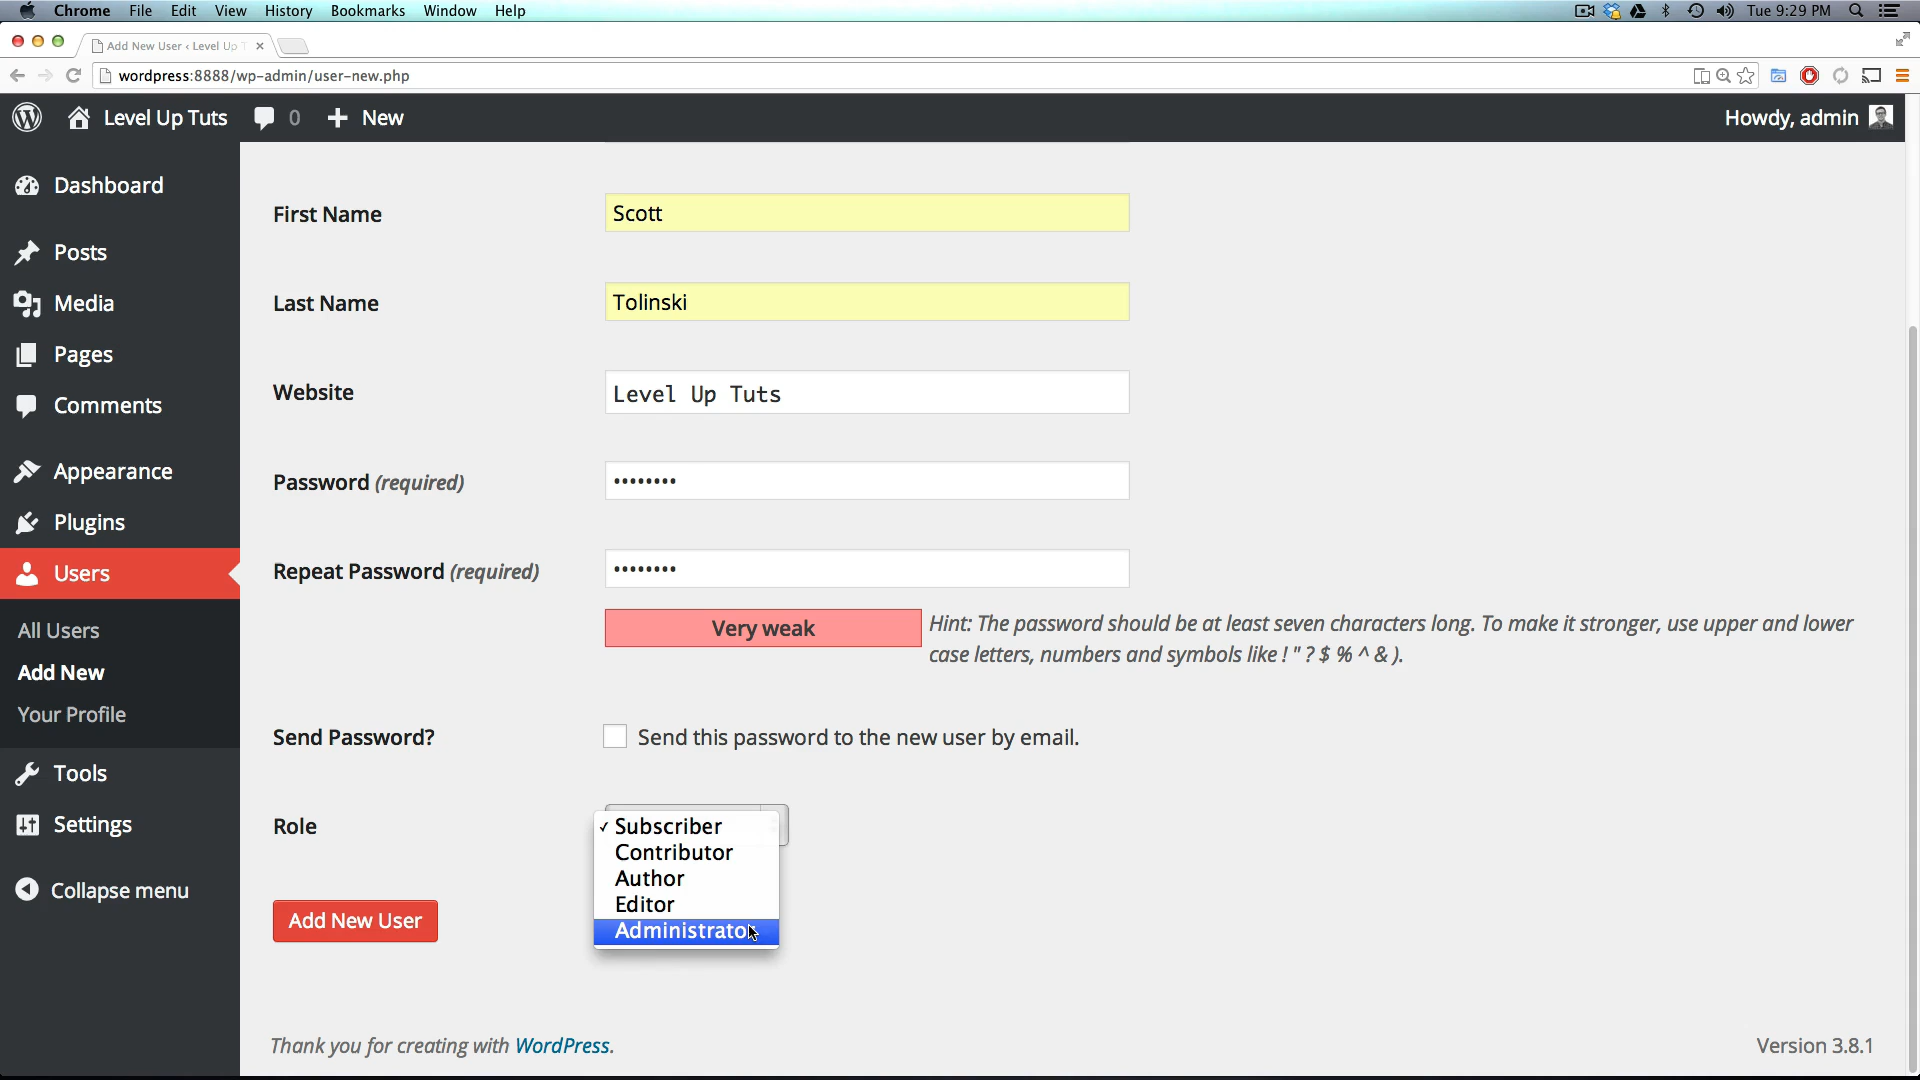 Chrome File Edit View History Bookmarks Window Help Tue 9:29 PM
Add New User ‹ Level Up T
wordpress:8888/wp-admin/user-new.php
Level Up Tuts 0 New Howdy, admin
Dashboard
Posts
Media
Pages
Comments
Appearance
Plugins
Users
All Users
Add New
Your Profile
Tools
Settings
Collapse menu
First Name Scott
Last Name Tolinski
Website Level Up Tuts
Password (required) ••••••••
Repeat Password (required) ••••••••
Very weak
Hint: The password should be at least seven characters long. To make it stronger, use upper and lower
case letters, numbers and symbols like ! " ? $ % ^ & ).
Send Password? Send this password to the new user by email.
Role
✓ Subscriber
Contributor
Author
Editor
Administrator
Add New User
Thank you for creating with WordPress. Version 3.8.1